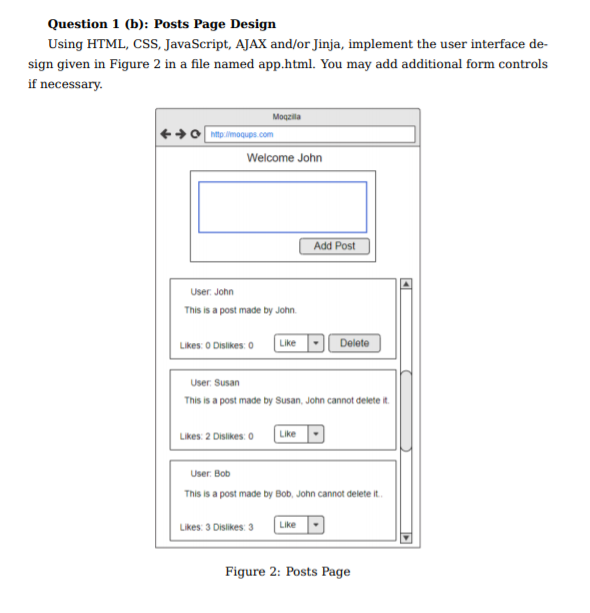 Question 1 (b): Posts Page Design
Using HTML, CSS, JavaScript, AJAX and/or Jinja, implement the user interface de-
sign given in Figure 2 in a file named app.html. You may add additional form controls
if necessary.
Moqzilla
http://moqups.com
Welcome John
Add Post
User: John
This is a post made by John.
Likes: 0 Dislikes: 0 Like Delete
User: Susan
This is a post made by Susan, John cannot delete it.
Likes: 2 Dislikes: 0 Like
User: Bob
This is a post made by Bob, John cannot delete it..
Likes: 3 Dislikes: 3 Like
Figure 2: Posts Page